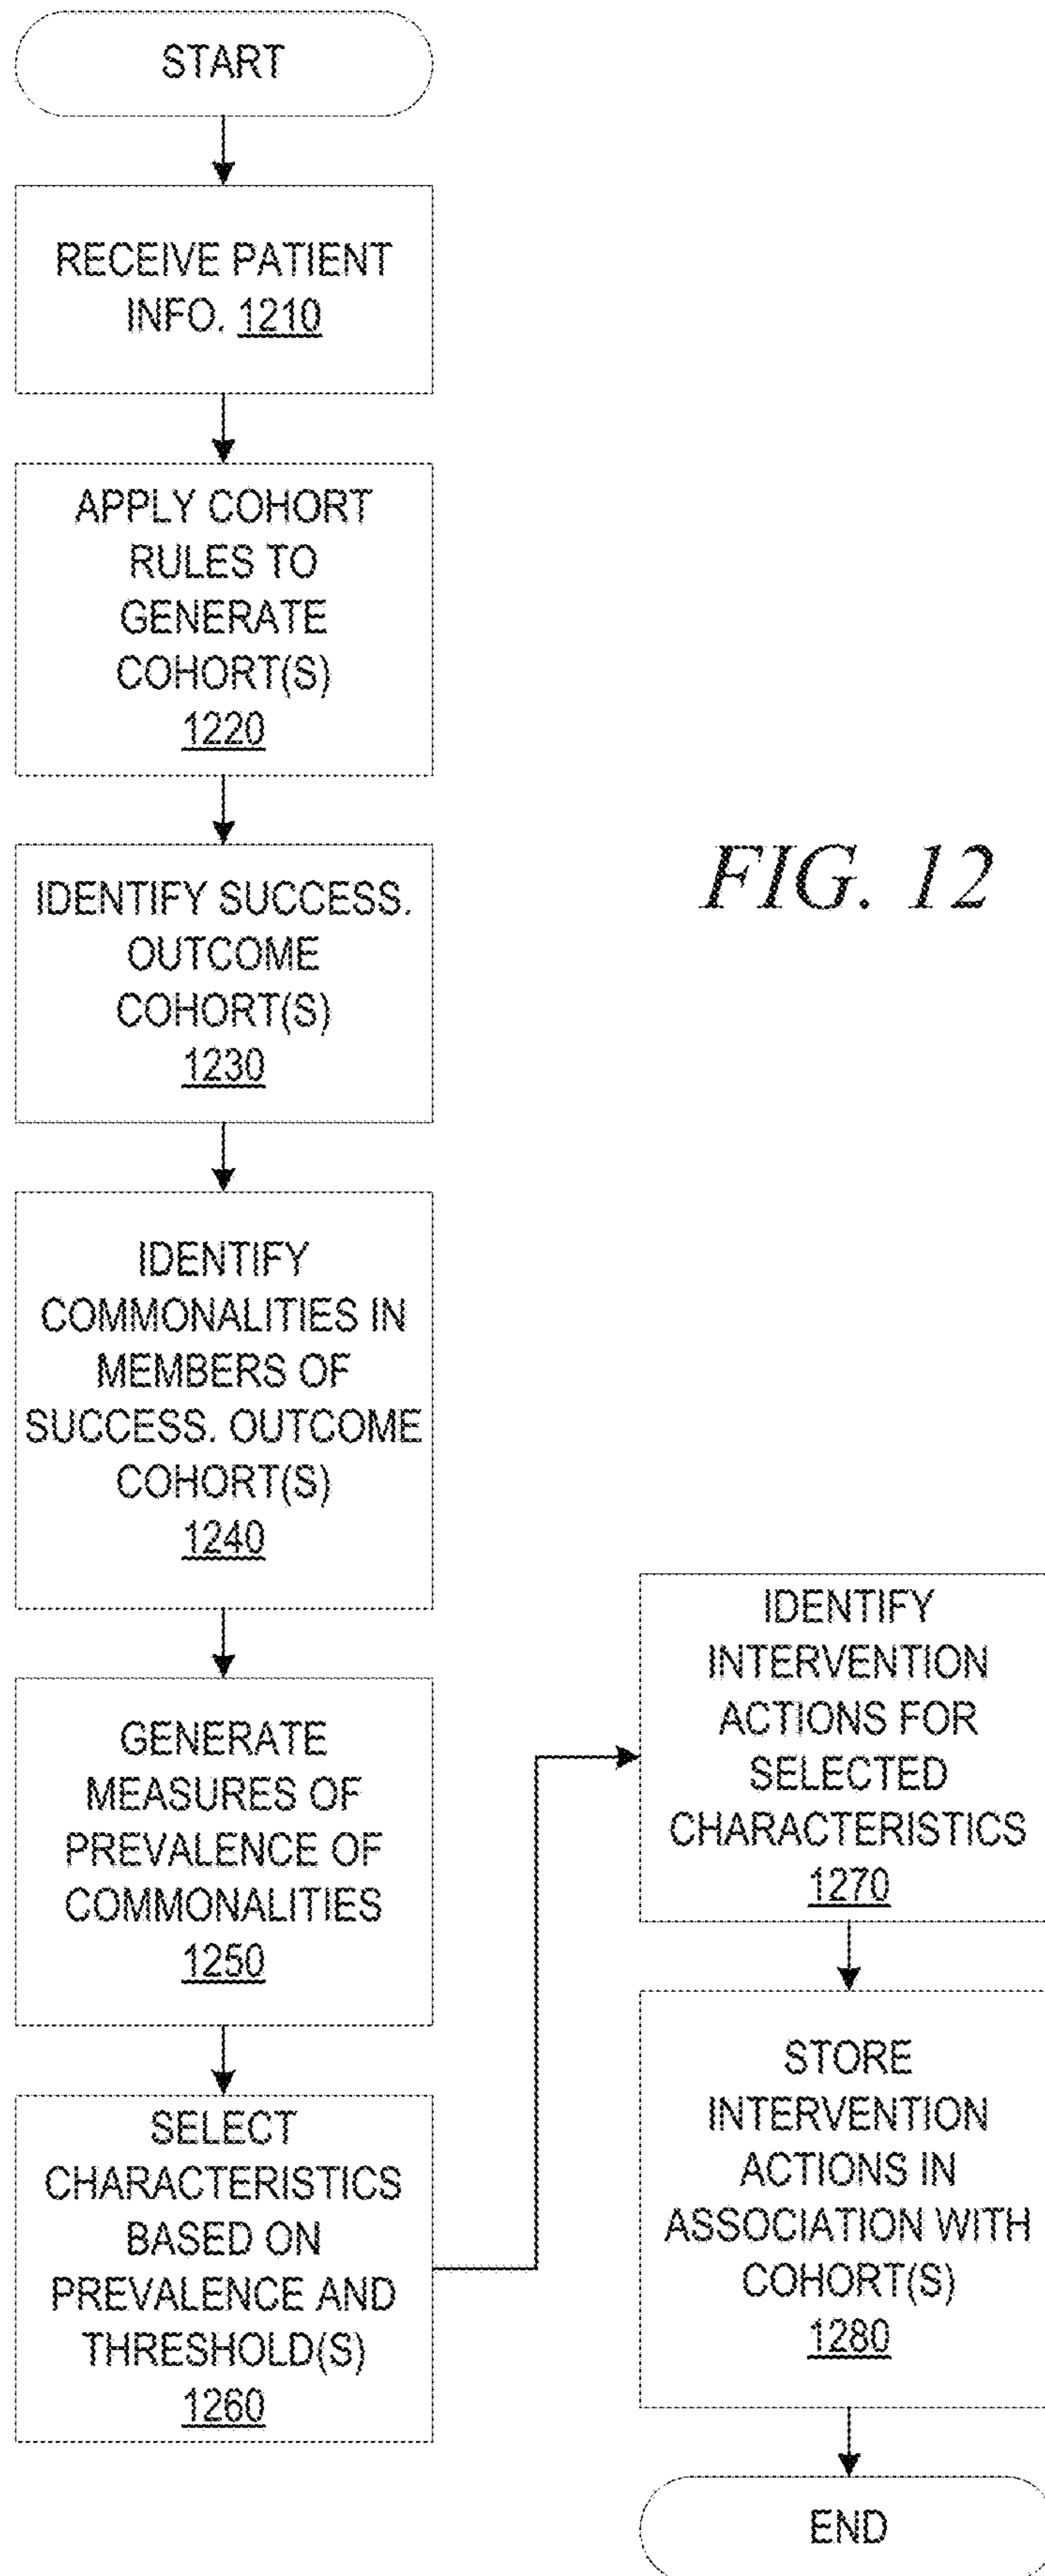 START
RECEIVE PATIENT
INFO. 1210
APPLY COHORT
RULES TO
GENERATE
COHORT(S)
1220
IDENTIFY SUCCESS.
OUTCOME
COHORT(S)
1230
IDENTIFY
COMMONALITIES IN
MEMBERS OF
SUCCESS. OUTCOME
COHORT(S)
1240
GENERATE
MEASURES OF
PREVALENCE OF
COMMONALITIES
1250
SELECT
CHARACTERISTICS
BASED ON
PREVALENCE AND
THRESHOLD(S)
1260
IDENTIFY
INTERVENTION
ACTIONS FOR
SELECTED
CHARACTERISTICS
1270
STORE
INTERVENTION
ACTIONS IN
ASSOCIATION WITH
COHORT(S)
1280
END
FIG. 12